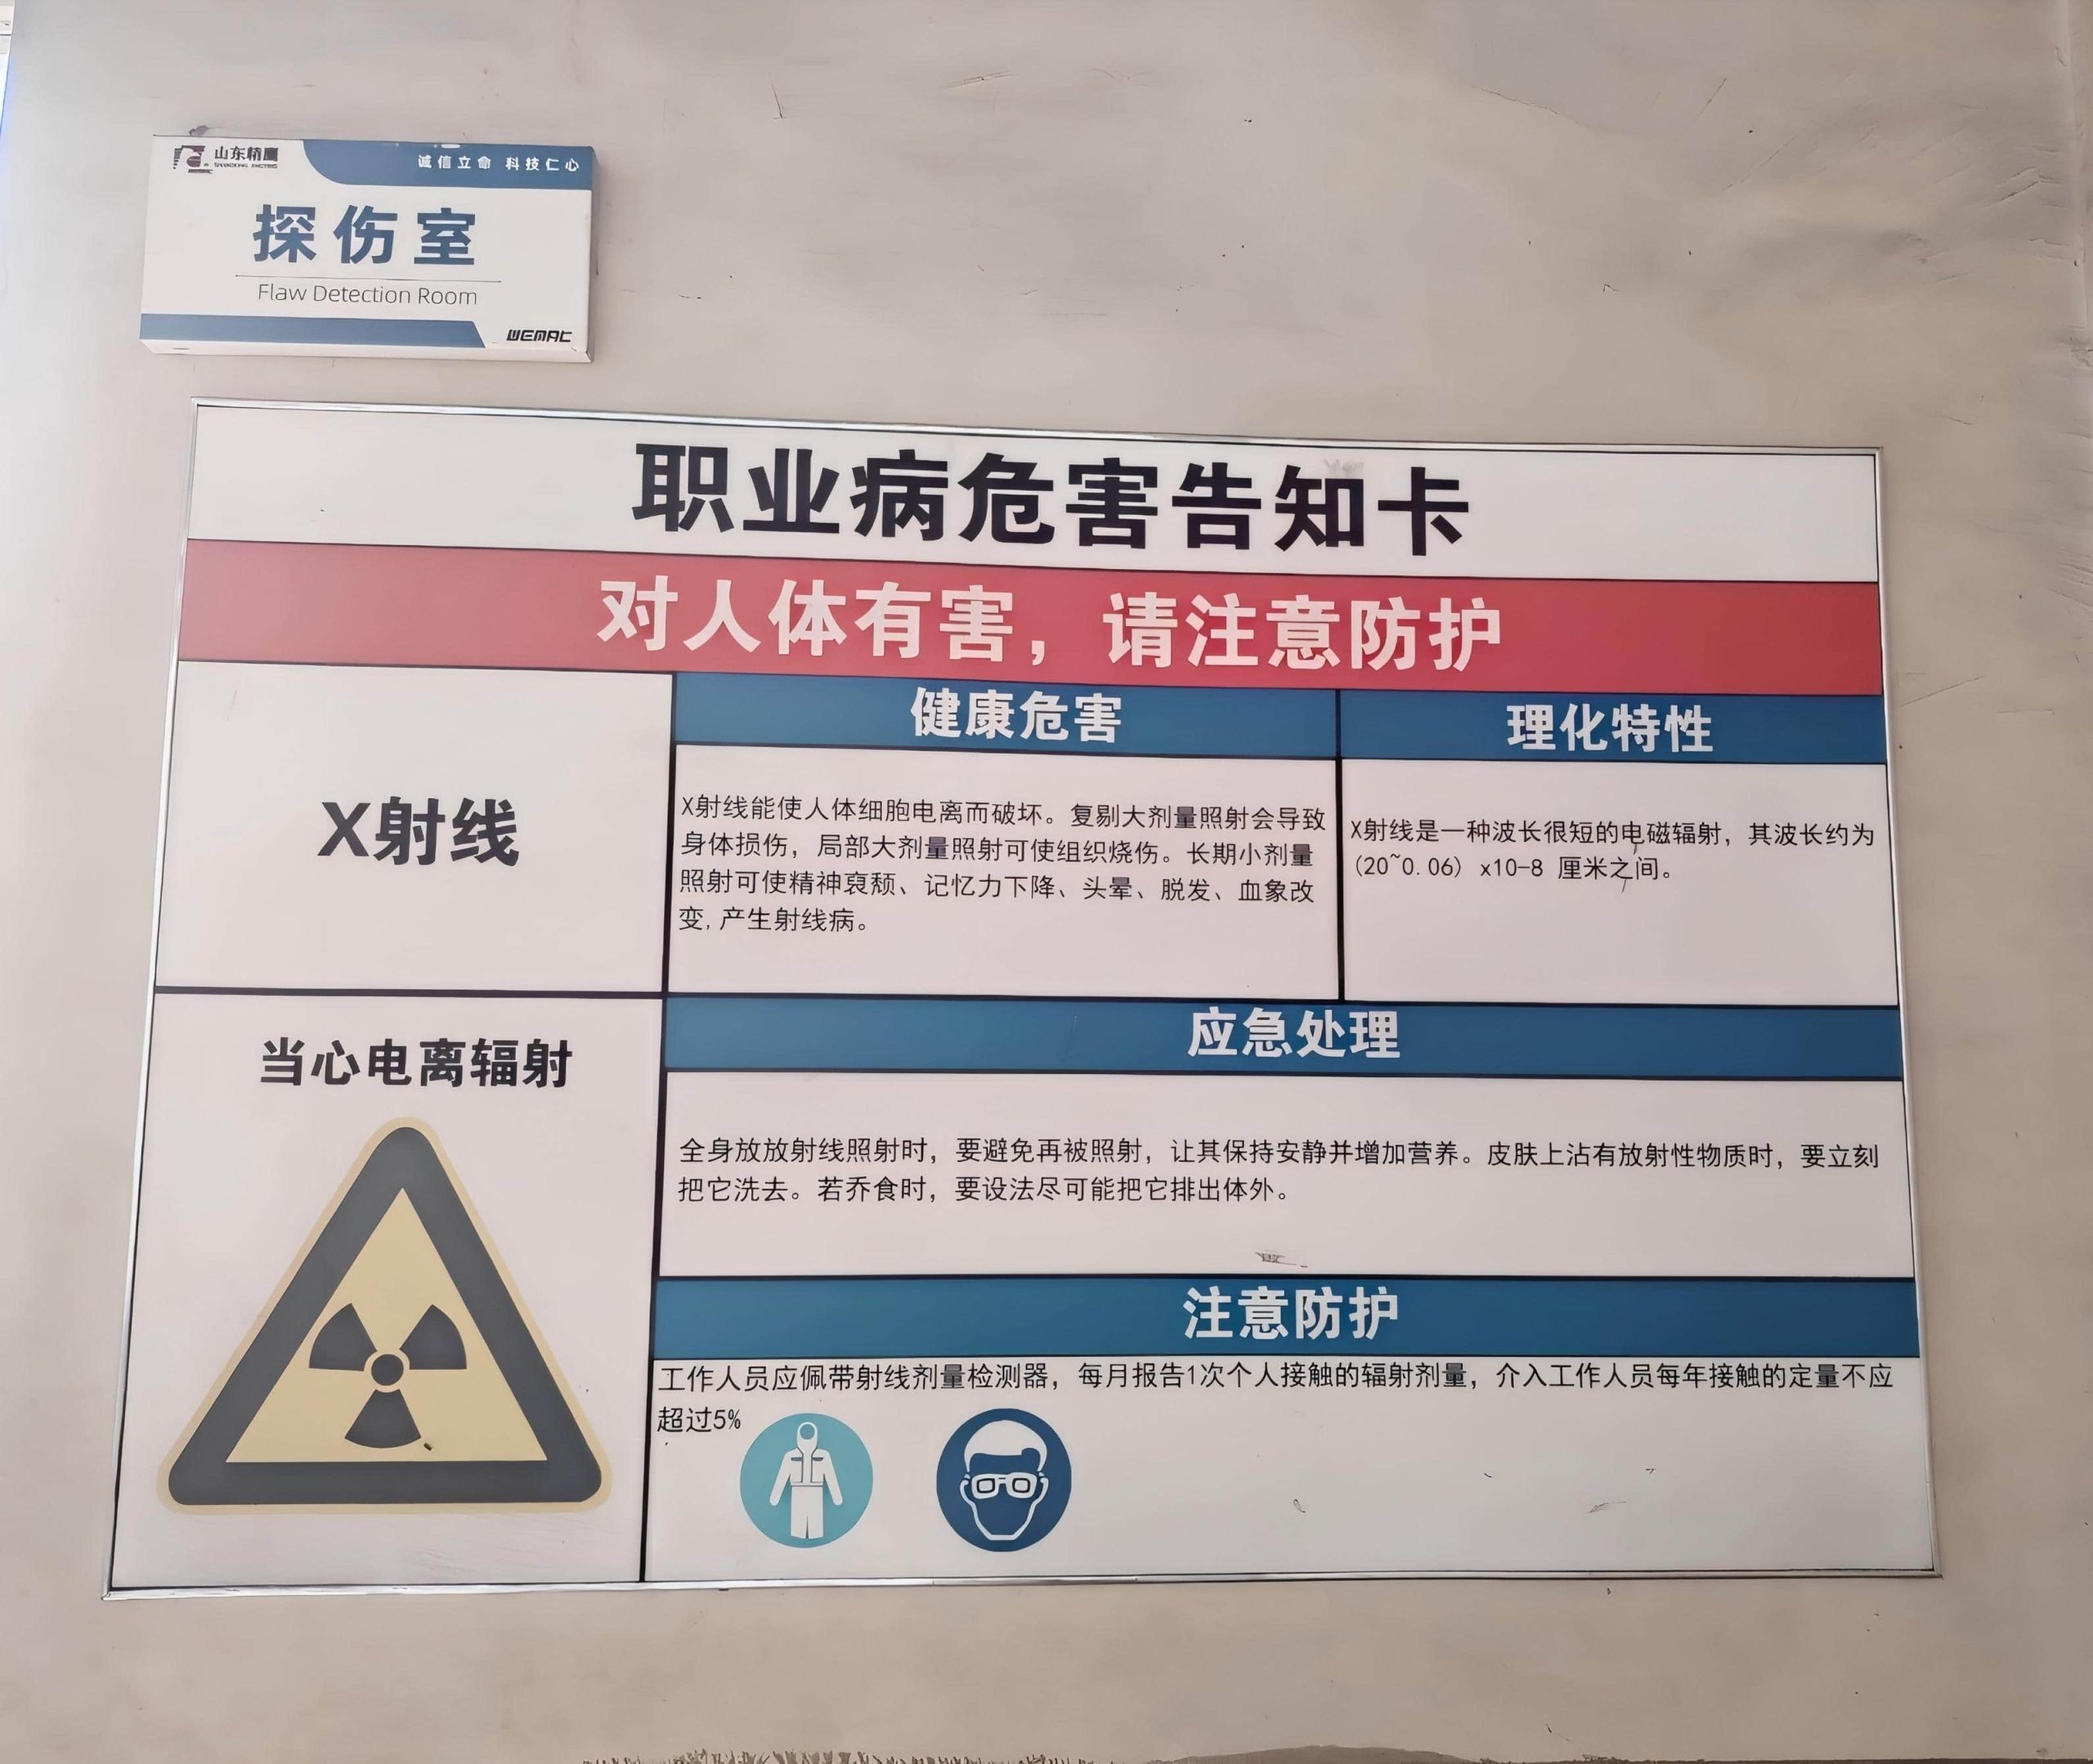 山东精鹰
SHANDONG JINGYING
诚信立命 科技仁心
探伤室
Flaw Detection Room
WEMAC
职业病危害告知卡
对人体有害，请注意防护
X射线
健康危害
X射线能使人体细胞电离而破坏。复剔大剂量照射会导致
身体损伤，局部大剂量照射可使组织烧伤。长期小剂量
照射可使精神衰颓、记忆力下降、头晕、脱发、血象改
变,产生射线病。
理化特性
X射线是一种波长很短的电磁辐射，其波长约为
(20~0.06) x10-8 厘米之间。
当心电离辐射
应急处理
全身放放射线照射时，要避免再被照射，让其保持安静并增加营养。皮肤上沾有放射性物质时，要立刻
把它洗去。若乔食时，要设法尽可能把它排出体外。
注意防护
工作人员应佩带射线剂量检测器，每月报告1次个人接触的辐射剂量，介入工作人员每年接触的定量不应
超过5%